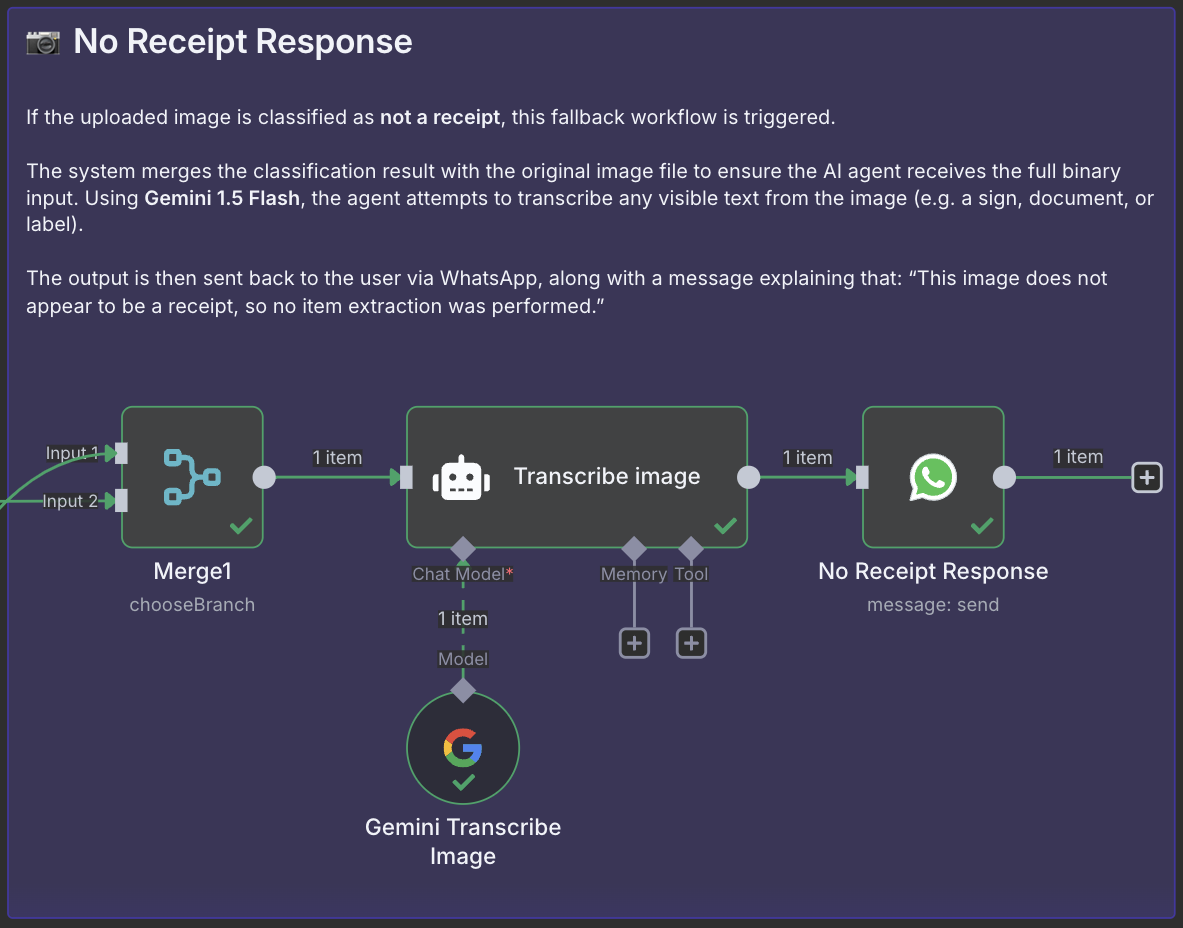 No Receipt Response
If the uploaded image is classified as not a receipt, this fallback workflow is triggered.
The system merges the classification result with the original image file to ensure the AI agent receives the full binary
input. Using Gemini 1.5 Flash, the agent attempts to transcribe any visible text from the image (e.g. a sign, document, or
label).
The output is then sent back to the user via WhatsApp, along with a message explaining that: “This image does not
appear to be a receipt, so no item extraction was performed.”
Input 1
Input 2
1 item
Transcribe image
1 item
1 item
Merge1
chooseBranch
Chat Model*
Memory
Tool
No Receipt Response
message: send
1 item
Model
Gemini Transcribe
Image